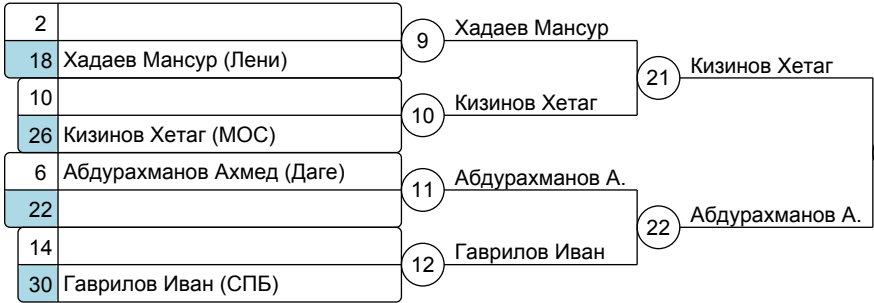 2
18 Хадаев Мансур (Лени)
9
Хадаев Мансур
10
26 Кизинов Хетаг (МОС)
10
Кизинов Хетаг
21
Кизинов Хетаг
6 Абдурахманов Ахмед (Даге)
22
11
Абдурахманов А.
14
30 Гаврилов Иван (СПБ)
12
Гаврилов Иван
22
Абдурахманов А.